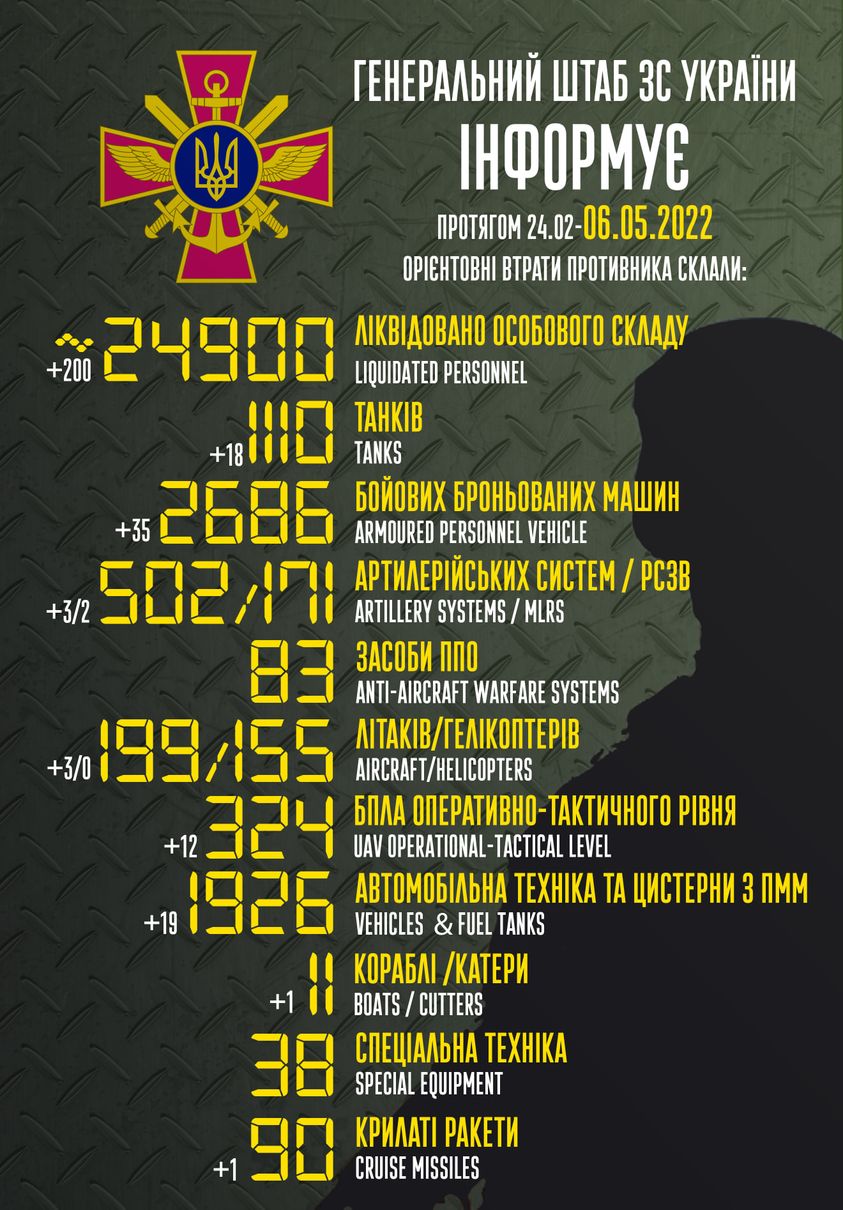 ГЕНЕРАЛЬНИЙ ШТАБ ЗС УКРАЇНИ
ІНФОРМУЄ
ПРОТЯГОМ 24.02-06.05.2022
ОРІЄНТОВНІ ВТРАТИ ПРОТИВНИКА СКЛАЛИ:
~24900 ЛІКВІДОВАНО ОСОБОВОГО СКЛАДУ
+200 LIQUIDATED PERSONNEL
1110 ТАНКІВ
+18 TANKS
2686 БОЙОВИХ БРОНЬОВАНИХ МАШИН
+35 ARMOURED PERSONNEL VEHICLE
502/171 АРТИЛЕРІЙСЬКИХ СИСТЕМ / РСЗВ
+3/2 ARTILLERY SYSTEMS / MLRS
83 ЗАСОБИ ППО
ANTI-AIRCRAFT WARFARE SYSTEMS
199/155 ЛІТАКІВ/ГЕЛІКОПТЕРІВ
+3/0 AIRCRAFT/HELICOPTERS
324 БПЛА ОПЕРАТИВНО-ТАКТИЧНОГО РІВНЯ
+12 UAV OPERATIONAL-TACTICAL LEVEL
1926 АВТОМОБІЛЬНА ТЕХНІКА ТА ЦИСТЕРНИ З ПММ
+19 VEHICLES & FUEL TANKS
11 КОРАБЛІ /КАТЕРИ
+1 BOATS / CUTTERS
38 СПЕЦІАЛЬНА ТЕХНІКА
SPECIAL EQUIPMENT
90 КРИЛАТІ РАКЕТИ
+1 CRUISE MISSILES